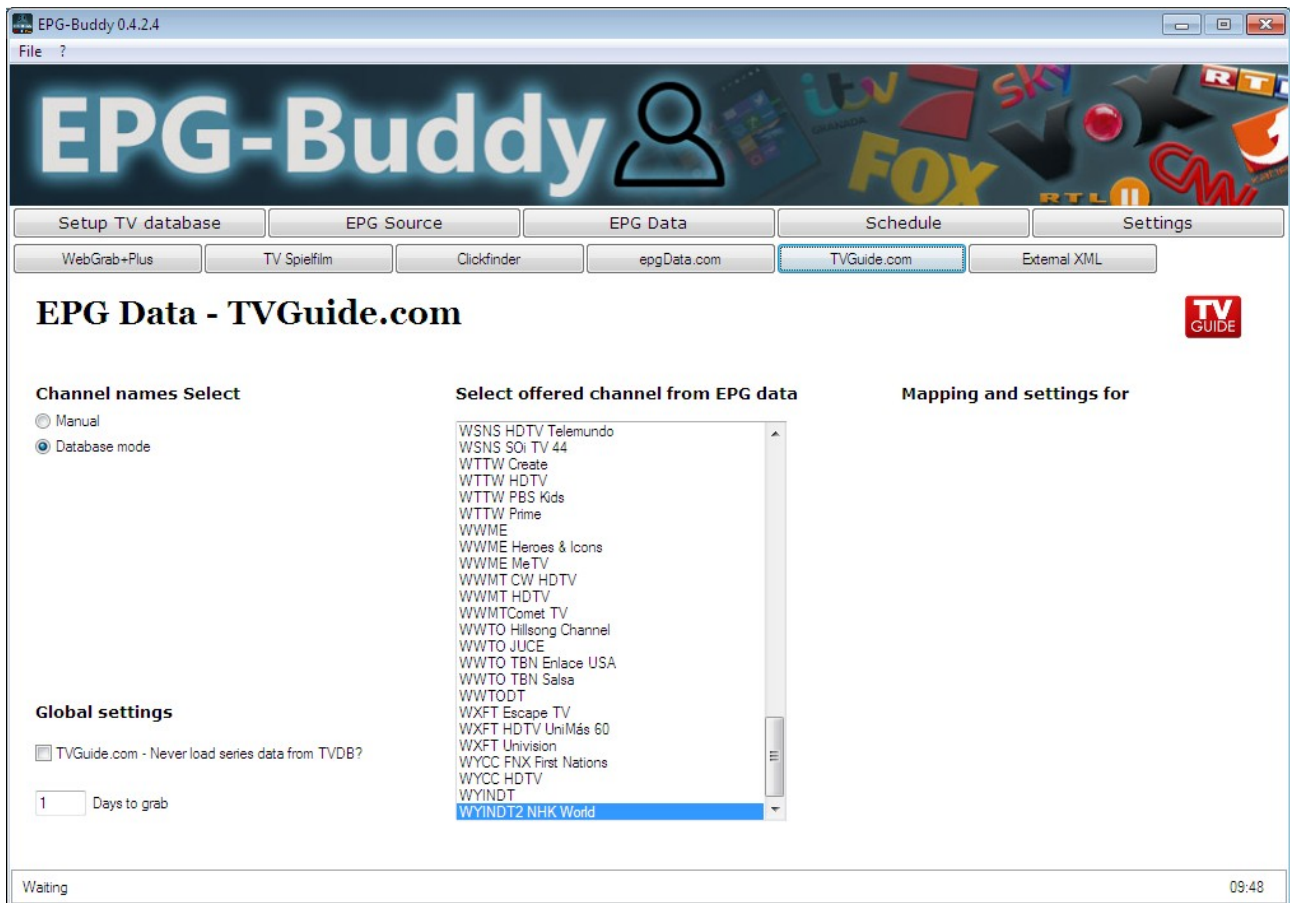 EPG-Buddy 0.4.2.4
File ?
EPG-Buddy
itv
GRANADA
FOX
sky
VOX
RTL II
CNN
RTL
Setup TV database EPG Source EPG Data Schedule Settings
WebGrab+Plus TV Spielfilm Clickfinder epgData.com TVGuide.com External XML
EPG Data - TVGuide.com
TV GUIDE
Channel names Select
Manual
Database mode
Select offered channel from EPG data
WSNS HDTV Telemundo
WSNS SOi TV 44
WTTW Create
WTTW HDTV
WTTW PBS Kids
WTTW Prime
WWME
WWME Heroes & Icons
WWME MeTV
WWMT CW HDTV
WWMT HDTV
WWMTComet TV
WWTO Hillsong Channel
WWTO JUCE
WWTO TBN Enlace USA
WWTO TBN Salsa
WWTODT
WXFT Escape TV
WXFT HDTV UniMás 60
WXFT Univision
WYCC FNX First Nations
WYCC HDTV
WYINDT
WYINDT2 NHK World
Mapping and settings for
Global settings
TVGuide.com - Never load series data from TVDB?
1 Days to grab
Waiting 09:48